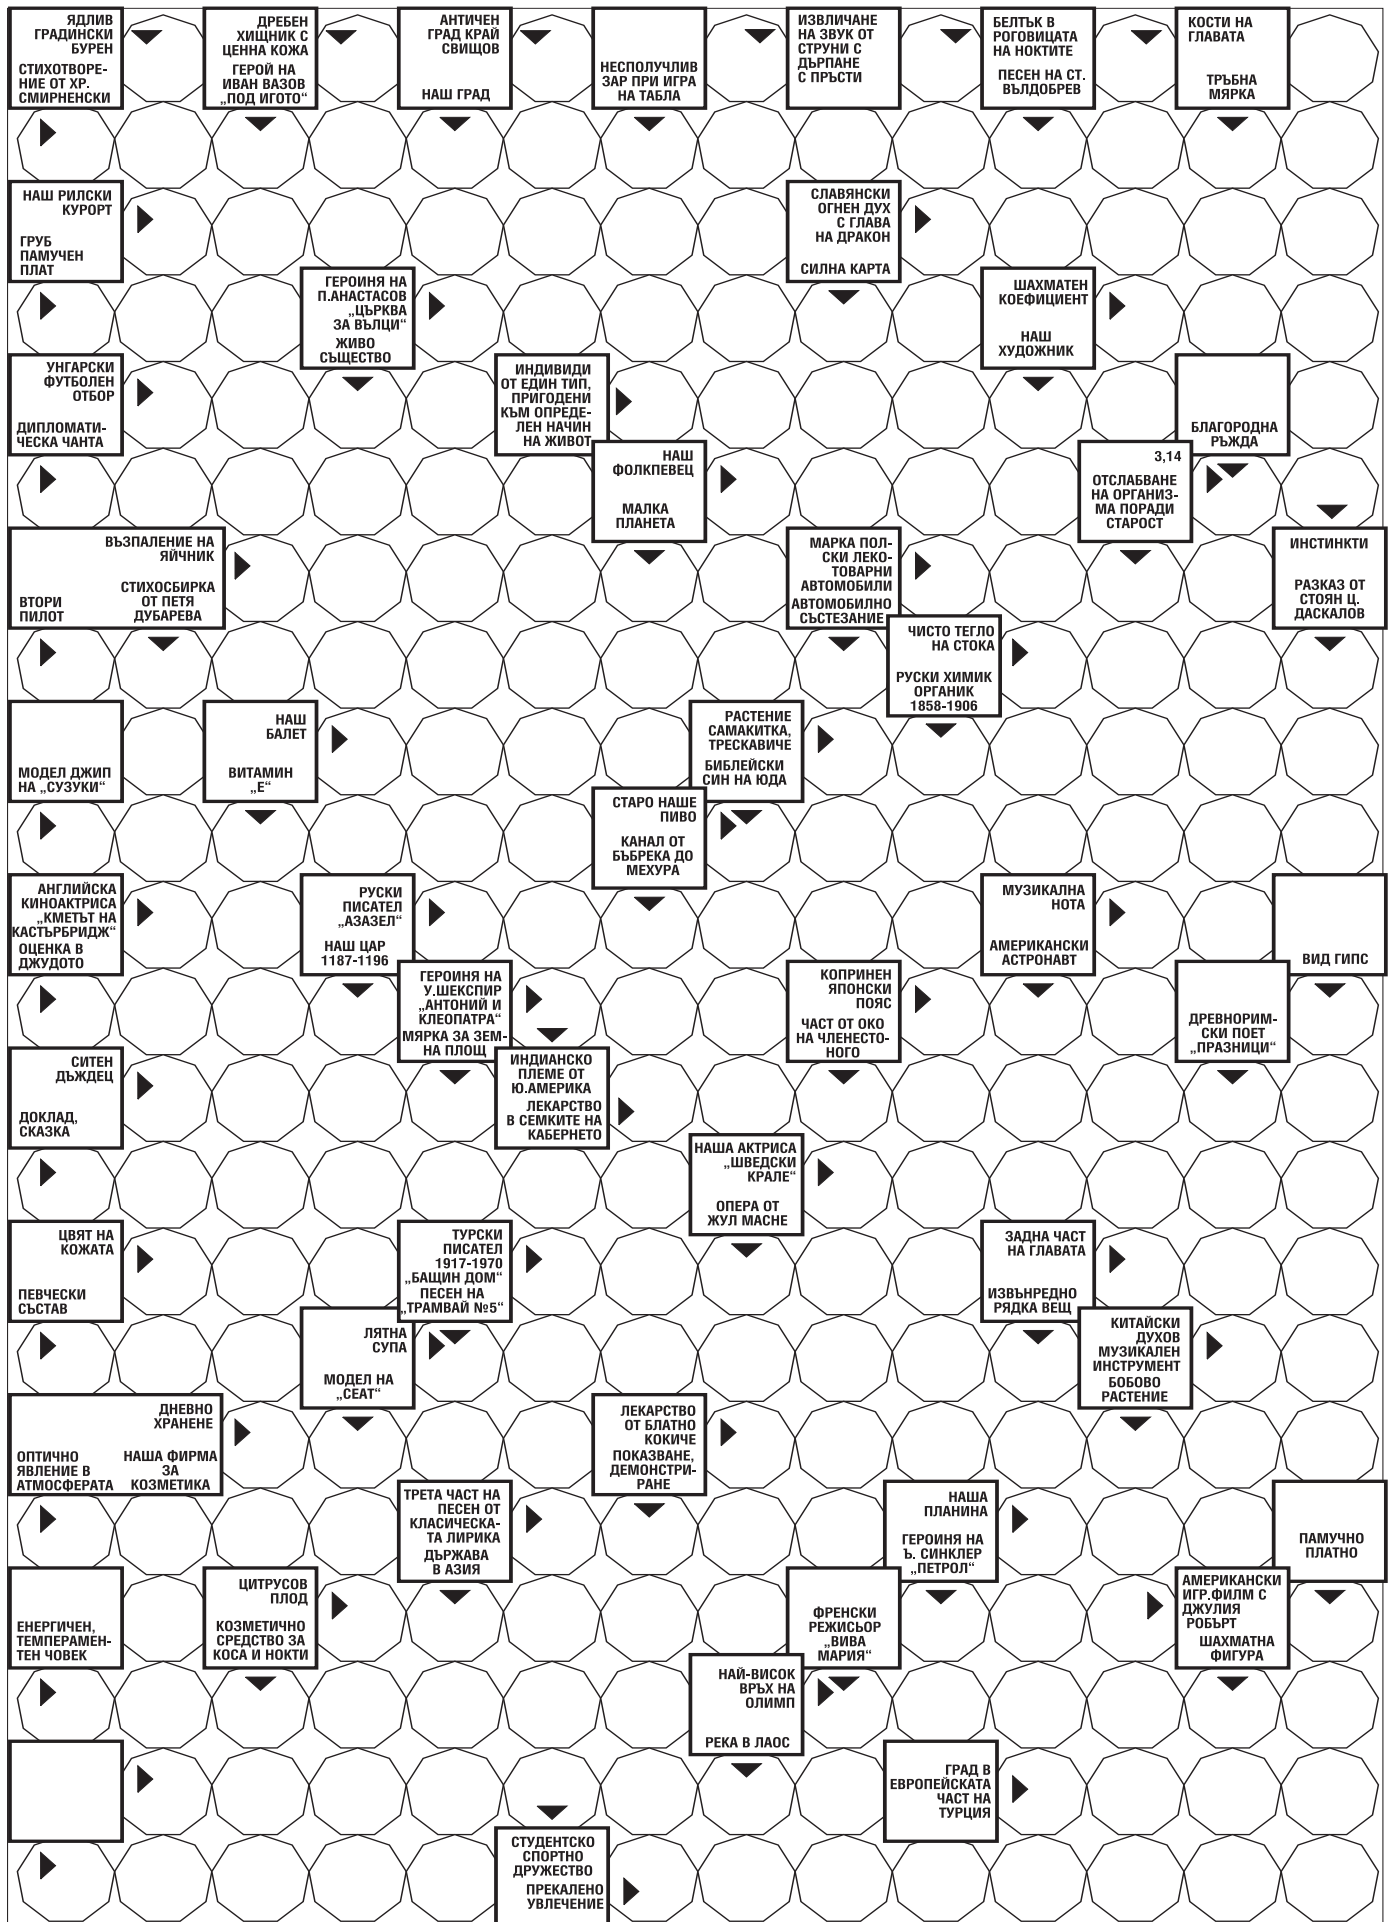 ЯДЛИВ
ГРАДИНСКИ
БУРЕН
СТИХОТВОРЕ-
НИЕ ОТ ХР.
СМИРНЕНСКИ
ДРЕБЕН
ХИЩНИК С
ЦЕННА КОЖА
ГЕРОЙ НА
ИВАН ВАЗОВ
„ПОД ИГОТО“
АНТИЧЕН
ГРАД КРАЙ
СВИЩОВ
НАШ ГРАД
НЕСПОЛУЧЛИВ
ЗАР ПРИ ИГРА
НА ТАБЛА
ИЗВЛИЧАНЕ
НА ЗВУК ОТ
СТРУНИ С
ДЪРПАНЕ
С ПРЪСТИ
БЕЛТЪК В
РОГОВИЦАТА
НА НОКТИТЕ
ПЕСЕН НА СТ.
ВЪЛДОБРЕВ
КОСТИ НА
ГЛАВАТА
ТРЪБНА
МЯРКА
НАШ РИЛСКИ
КУРОРТ
ГРУБ
ПАМУЧЕН
ПЛАТ
СЛАВЯНСКИ
ОГНЕН ДУХ
С ГЛАВА
НА ДРАКОН
СИЛНА КАРТА
ГЕРОИНЯ НА
П.АНАСТАСОВ
„ЦЪРКВА
ЗА ВЪЛЦИ“
ЖИВО
СЪЩЕСТВО
ШАХМАТЕН
КОЕФИЦИЕНТ
НАШ
ХУДОЖНИК
УНГАРСКИ
ФУТБОЛЕН
ОТБОР
ДИПЛОМАТИ-
ЧЕСКА ЧАНТА
ИНДИВИДИ
ОТ ЕДИН ТИП,
ПРИГОДЕНИ
КЪМ ОПРЕДЕ-
ЛЕН НАЧИН
НА ЖИВОТ
БЛАГОРОДНА
РЪЖДА
НАШ
ФОЛКПЕВЕЦ
МАЛКА
ПЛАНЕТА
3,14
ОТСЛАБВАНЕ
НА ОРГАНИЗ-
МА ПОРАДИ
СТАРОСТ
ВЪЗПАЛЕНИЕ НА
ЯЙЧНИК
ВТОРИ
ПИЛОТ
СТИХОСБИРКА
ОТ ПЕТЯ
ДУБАРЕВА
МАРКА ПОЛ-
СКИ ЛЕКО-
ТОВАРНИ
АВТОМОБИЛИ
АВТОМОБИЛНО
СЪСТЕЗАНИЕ
ИНСТИНКТИ
РАЗКАЗ ОТ
СТОЯН Ц.
ДАСКАЛОВ
ЧИСТО ТЕГЛО
НА СТОКА
РУСКИ ХИМИК
ОРГАНИК
1858-1906
МОДЕЛ ДЖИП
НА „СУЗУКИ“
НАШ
БАЛЕТ
ВИТАМИН
„Е“
РАСТЕНИЕ
САМАКИТКА,
ТРЕСКАВИЧЕ
БИБЛЕЙСКИ
СИН НА ЮДА
СТАРО НАШЕ
ПИВО
КАНАЛ ОТ
БЪБРЕКА ДО
МЕХУРА
АНГЛИЙСКА
КИНОАКТРИСА
„КМЕТЪТ НА
КАСТЪРБРИДЖ“
ОЦЕНКА В
ДЖУДОТО
РУСКИ
ПИСАТЕЛ
„АЗАЗЕЛ“
НАШ ЦАР
1187-1196
МУЗИКАЛНА
НОТА
АМЕРИКАНСКИ
АСТРОНАВТ
ВИД ГИПС
ГЕРОИНЯ НА
У.ШЕКСПИР
„АНТОНИЙ И
КЛЕОПАТРА“
МЯРКА ЗА ЗЕМ-
НА ПЛОЩ
КОПРИНЕН
ЯПОНСКИ
ПОЯС
ЧАСТ ОТ ОКО
НА ЧЛЕНЕСТО-
НОГО
ДРЕВНОРИМ-
СКИ ПОЕТ
„ПРАЗНИЦИ“
СИТЕН
ДЪЖДЕЦ
ДОКЛАД,
СКАЗКА
ИНДИАНСКО
ПЛЕМЕ ОТ
Ю.АМЕРИКА
ЛЕКАРСТВО
В СЕМКИТЕ НА
КАБЕРНЕТО
НАША АКТРИСА
„ШВЕДСКИ
КРАЛЕ“
ОПЕРА ОТ
ЖУЛ МАСНЕ
ЦВЯТ НА
КОЖАТА
ПЕВЧЕСКИ
СЪСТАВ
ТУРСКИ
ПИСАТЕЛ
1917-1970
„БАЩИН ДОМ“
ПЕСЕН НА
„ТРАМВАЙ №5“
ЗАДНА ЧАСТ
НА ГЛАВАТА
ИЗВЪНРЕДНО
РЯДКА ВЕЩ
ЛЯТНА
СУПА
МОДЕЛ НА
„СЕАТ“
КИТАЙСКИ
ДУХОВ
МУЗИКАЛЕН
ИНСТРУМЕНТ
БОБОВО
РАСТЕНИЕ
ДНЕВНО
ХРАНЕНЕ
ОПТИЧНО
ЯВЛЕНИЕ В
АТМОСФЕРАТА
НАША ФИРМА
ЗА
КОЗМЕТИКА
ЛЕКАРСТВО
ОТ БЛАТНО
КОКИЧЕ
ПОКАЗВАНЕ,
ДЕМОНСТРИ-
РАНЕ
ТРЕТА ЧАСТ НА
ПЕСЕН ОТ
КЛАСИЧЕСКА-
ТА ЛИРИКА
ДЪРЖАВА
В АЗИЯ
НАША
ПЛАНИНА
ГЕРОИНЯ НА
Ъ. СИНКЛЕР
„ПЕТРОЛ“
ПАМУЧНО
ПЛАТНО
ЕНЕРГИЧЕН,
ТЕМПЕРАМЕН-
ТЕН ЧОВЕК
ЦИТРУСОВ
ПЛОД
КОЗМЕТИЧНО
СРЕДСТВО ЗА
КОСА И НОКТИ
ФРЕНСКИ
РЕЖИСЬОР
„ВИВА
МАРИЯ“
АМЕРИКАНСКИ
ИГР.ФИЛМ С
ДЖУЛИЯ
РОБЪРТ
ШАХМАТНА
ФИГУРА
НАЙ-ВИСОК
ВРЪХ НА
ОЛИМП
РЕКА В ЛАОС
ГРАД В
ЕВРОПЕЙСКАТА
ЧАСТ НА
ТУРЦИЯ
СТУДЕНТСКО
СПОРТНО
ДРУЖЕСТВО
ПРЕКАЛЕНО
УВЛЕЧЕНИЕ